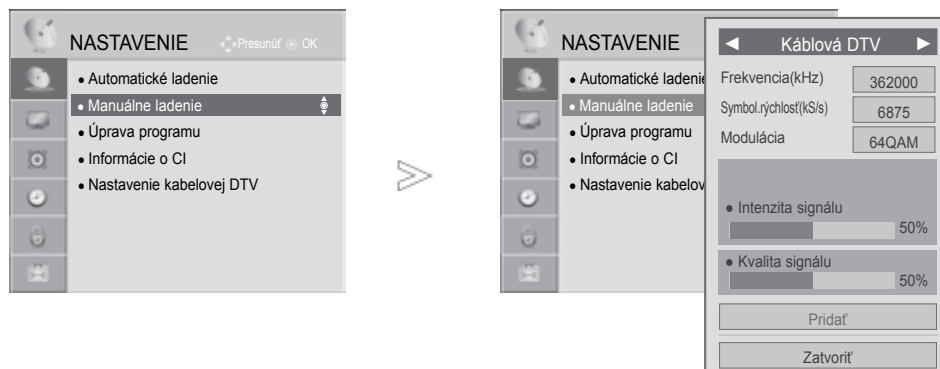 NASTAVENIE Presunúť OK
• Automatické ladenie
• Manuálne ladenie
• Úprava programu
• Informácie o CI
• Nastavenie kabelovej DTV
NASTAVENIE
• Automatické ladenie
• Manuálne ladenie
• Úprava programu
• Informácie o CI
• Nastavenie kabelov
◄ Káblová DTV ►
Frekvencia(kHz) 362000
Symbol.rýchlosť(kS/s) 6875
Modulácia 64QAM
• Intenzita signálu
50%
• Kvalita signálu
50%
Pridať
Zatvoriť